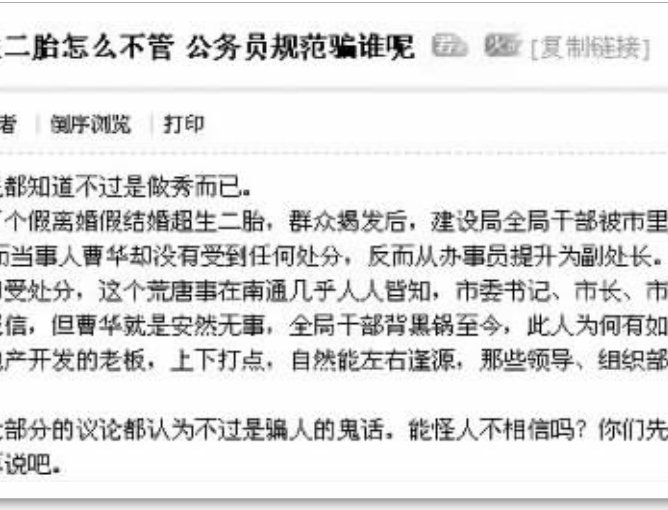 二胎怎么不管 公务员规范骗谁呢 [复制链接]
者 | 倒序浏览 | 打印
都知道不过是做秀而已。
个假离婚假结婚超生二胎，群众揭发后，建设局全局干部被市里
而当事人曹华却没有受到任何处分，反而从办事员提升为副处长。
受处分，这个荒唐事在南通几乎人人皆知，市委书记、市长、市
信，但曹华就是安然无事，全局干部背黑锅至今，此人为何有如
产开发的老板，上下打点，自然能左右逢源，那些领导、组织部
部分的议论都认为不过是骗人的鬼话。能怪人不相信吗？你们先
说吧。